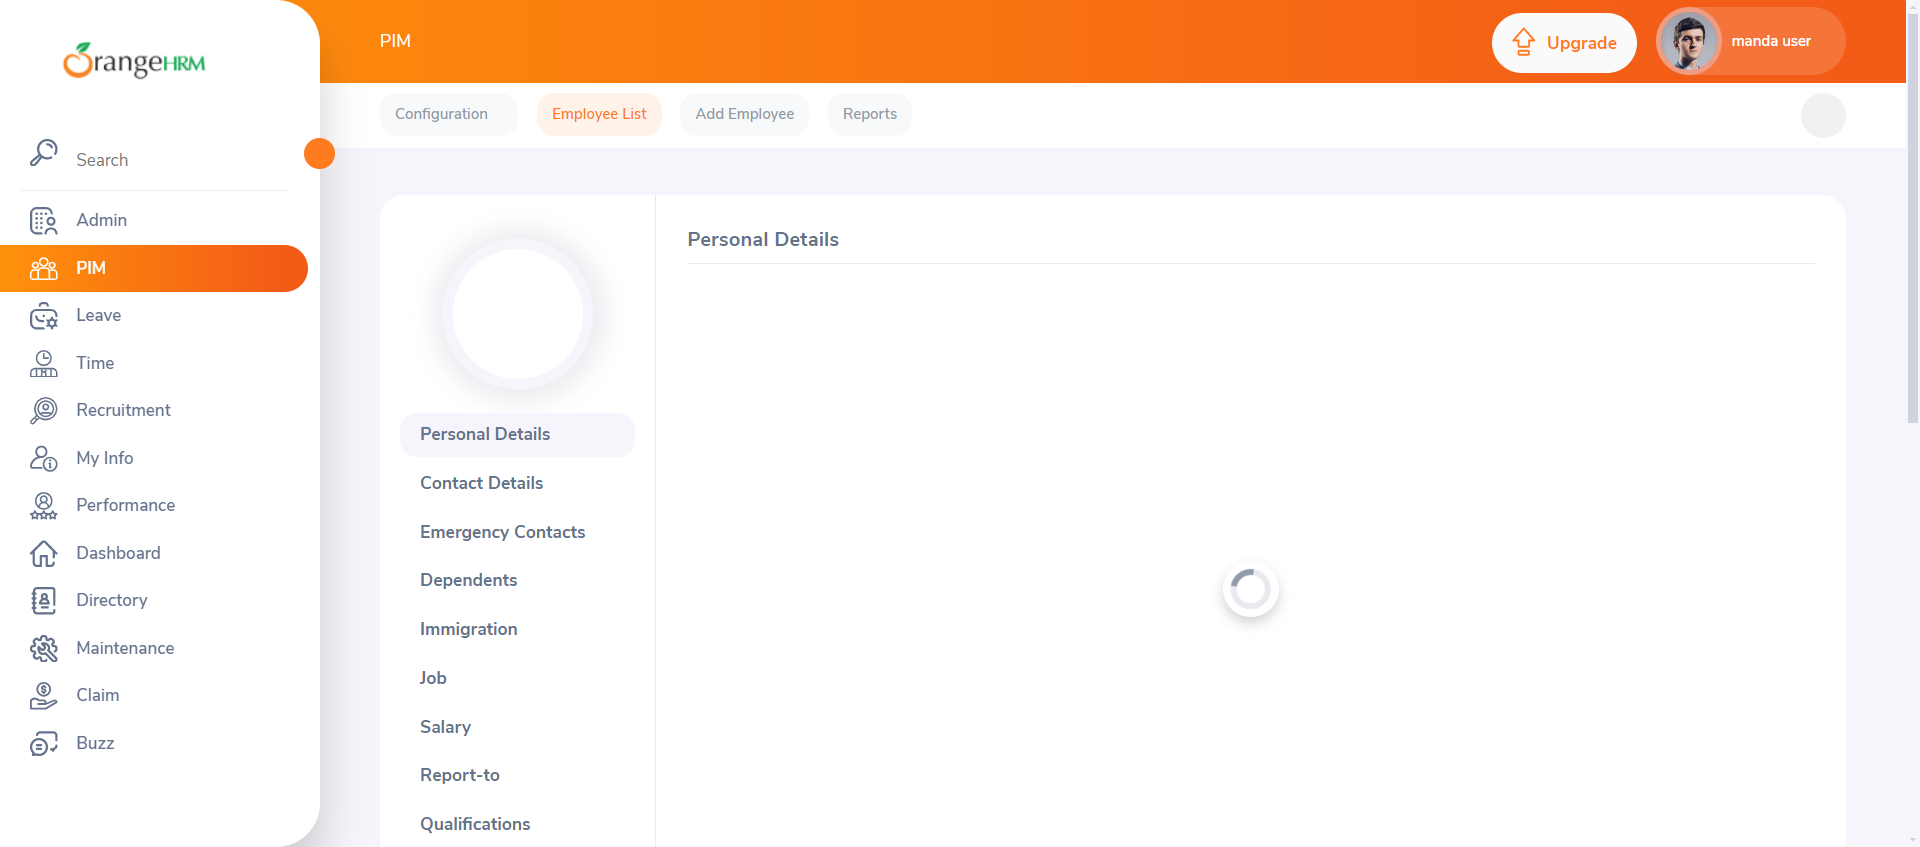 OrangeHRM
PIM
Upgrade
manda user
Configuration
Employee List
Add Employee
Reports
Search
Admin
PIM
Leave
Time
Recruitment
My Info
Performance
Dashboard
Directory
Maintenance
Claim
Buzz
Personal Details
Contact Details
Emergency Contacts
Dependents
Immigration
Job
Salary
Report-to
Qualifications
Personal Details